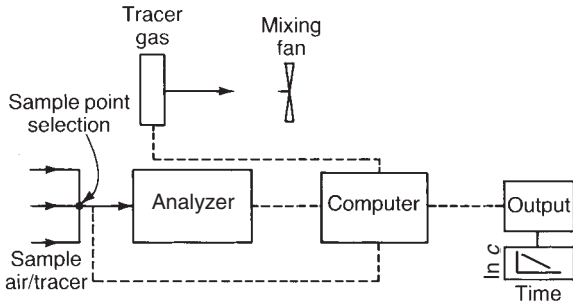 Tracer
gas
Mixing
fan
Sample point
selection
Analyzer
Computer
Output
Sample
air/tracer
ln c
Time